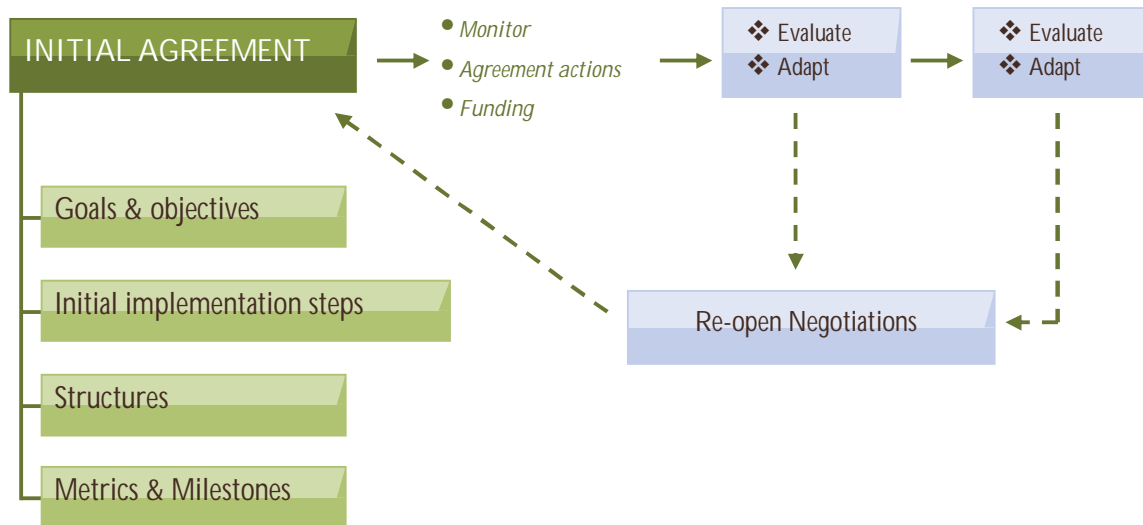 INITIAL AGREEMENT
• Monitor
• Agreement actions
• Funding
❖ Evaluate
❖ Adapt
❖ Evaluate
❖ Adapt
Goals & objectives
Initial implementation steps
Structures
Metrics & Milestones
Re-open Negotiations